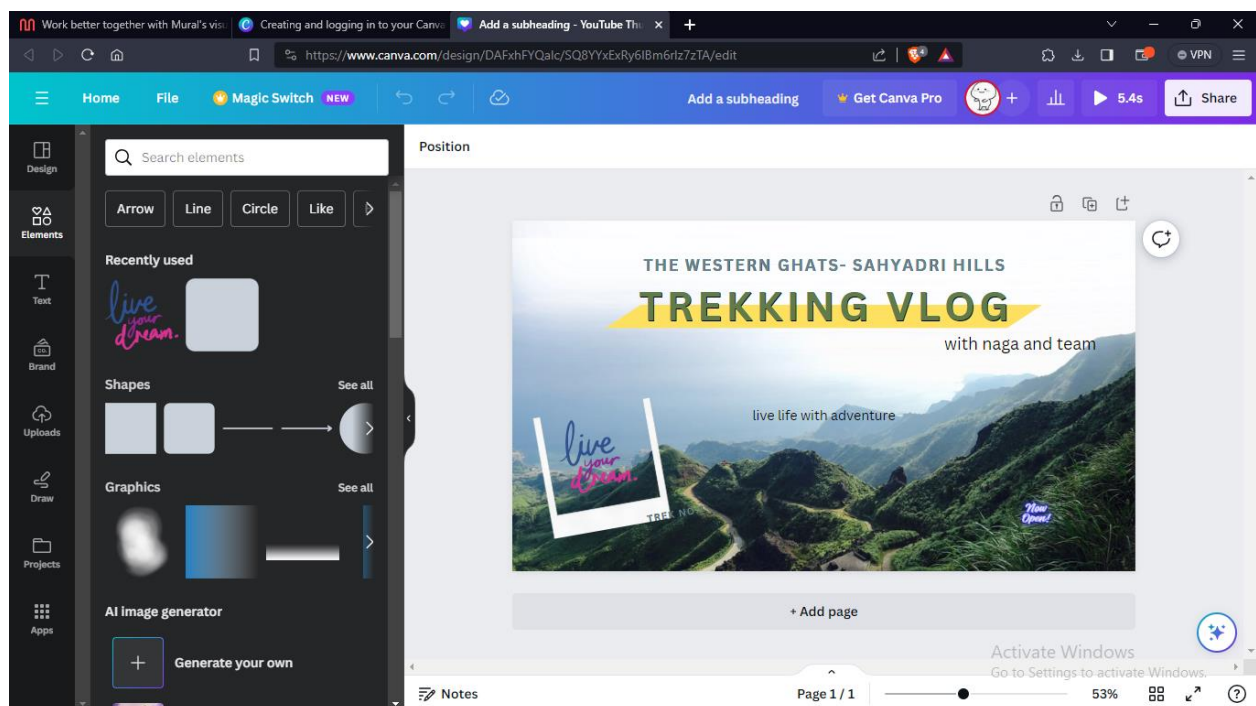 Work better together with Mural's visu
Creating and logging in to your Canva
Add a subheading - YouTube Thu
https://www.canva.com/design/DAFxhFYQalc/SQ8YYxExRy6IBm6rIz7zTA/edit
4
VPN
Home
File
Magic Switch
NEW
Add a subheading
Get Canva Pro
5.4s
Share
Design
Elements
Text
Brand
Uploads
Draw
Projects
Apps
Search elements
Arrow
Line
Circle
Like
Recently used
live
your
dream.
Shapes
See all
Graphics
See all
AI image generator
Generate your own
Position
THE WESTERN GHATS- SAHYADRI HILLS
TREKKING VLOG
with naga and team
live life with adventure
live
your
dream.
TREK NO
Now
Open!
+ Add page
Activate Windows
Go to Settings to activate Windows.
Notes
Page 1 / 1
53%